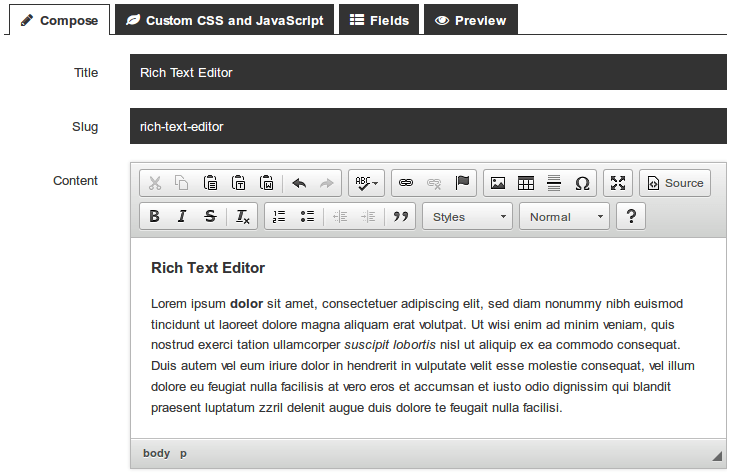 Compose Custom CSS and JavaScript Fields Preview
Title Rich Text Editor
Slug rich-text-editor
Content
ABC Ω Source
B I S Tx Styles Normal ?
Rich Text Editor
Lorem ipsum dolor sit amet, consectetuer adipiscing elit, sed diam nonummy nibh euismod
tincidunt ut laoreet dolore magna aliquam erat volutpat. Ut wisi enim ad minim veniam, quis
nostrud exerci tation ullamcorper suscipit lobortis nisl ut aliquip ex ea commodo consequat.
Duis autem vel eum iriure dolor in hendrerit in vulputate velit esse molestie consequat, vel illum
dolore eu feugiat nulla facilisis at vero eros et accumsan et iusto odio dignissim qui blandit
praesent luptatum zzril delenit augue duis dolore te feugait nulla facilisi.
body p